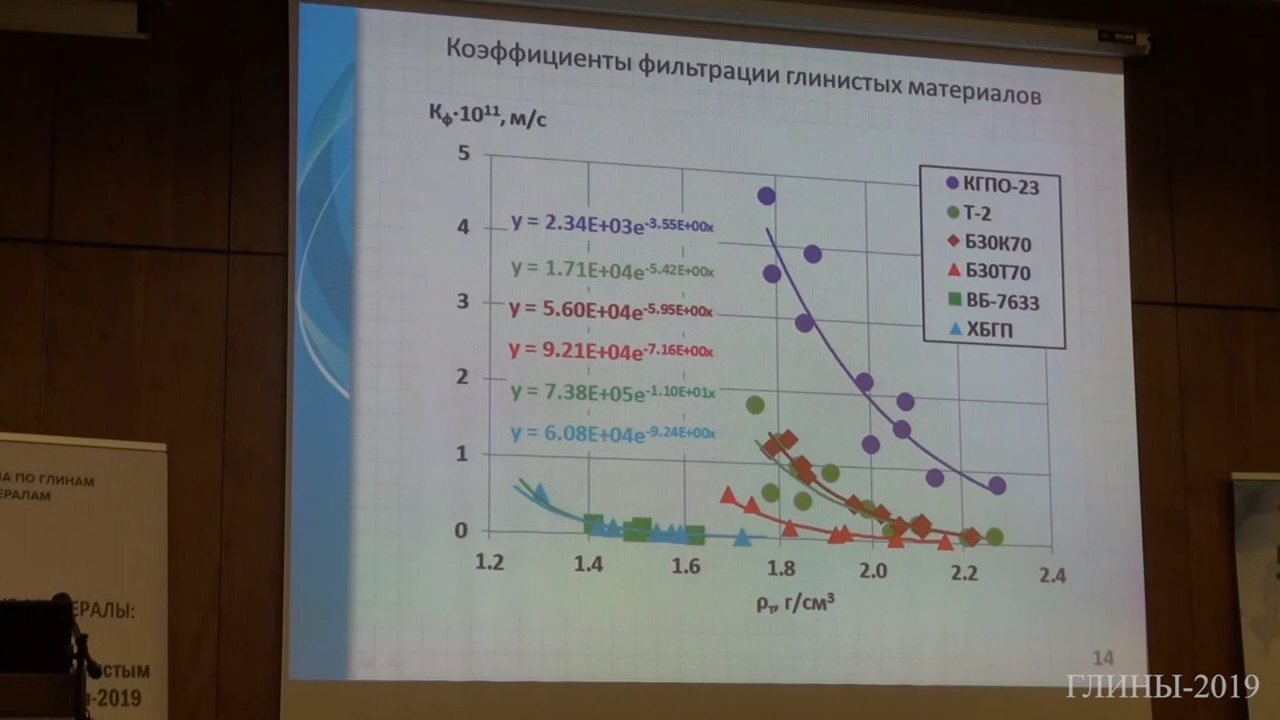 Коэффициенты фильтрации глинистых материалов
Kф·10¹¹, м/с
5
4
3
2
1
0
y = 2.34E+03e-3.55E+00x
y = 1.71E+04e-5.42E+00x
y = 5.60E+04e-5.95E+00x
y = 9.21E+04e-7.16E+00x
y = 7.38E+05e-1.10E+01x
y = 6.08E+04e-9.24E+00x
КГПО-23
Т-2
Б30К70
Б30Т70
ВБ-7633
ХБГП
1.2 1.4 1.6 1.8 2.0 2.2 2.4
ρт, г/см³
14
ПО ГЛИНАМ
ЕРАЛАМ
ЕРАЛЫ:
истым
-2019
ГЛИНЫ-2019